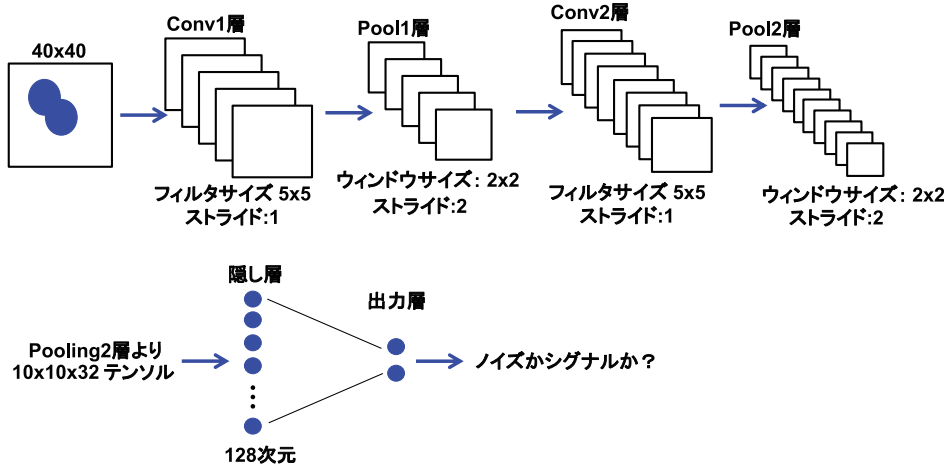 40x40
Conv1層
Pool1層
Conv2層
Pool2層
フィルタサイズ 5x5
ストライド:1
ウィンドウサイズ: 2x2
ストライド:2
フィルタサイズ 5x5
ストライド:1
ウィンドウサイズ: 2x2
ストライド:2
隠し層
出力層
Pooling2層より
10x10x32 テンソル
ノイズかシグナルか？
128次元